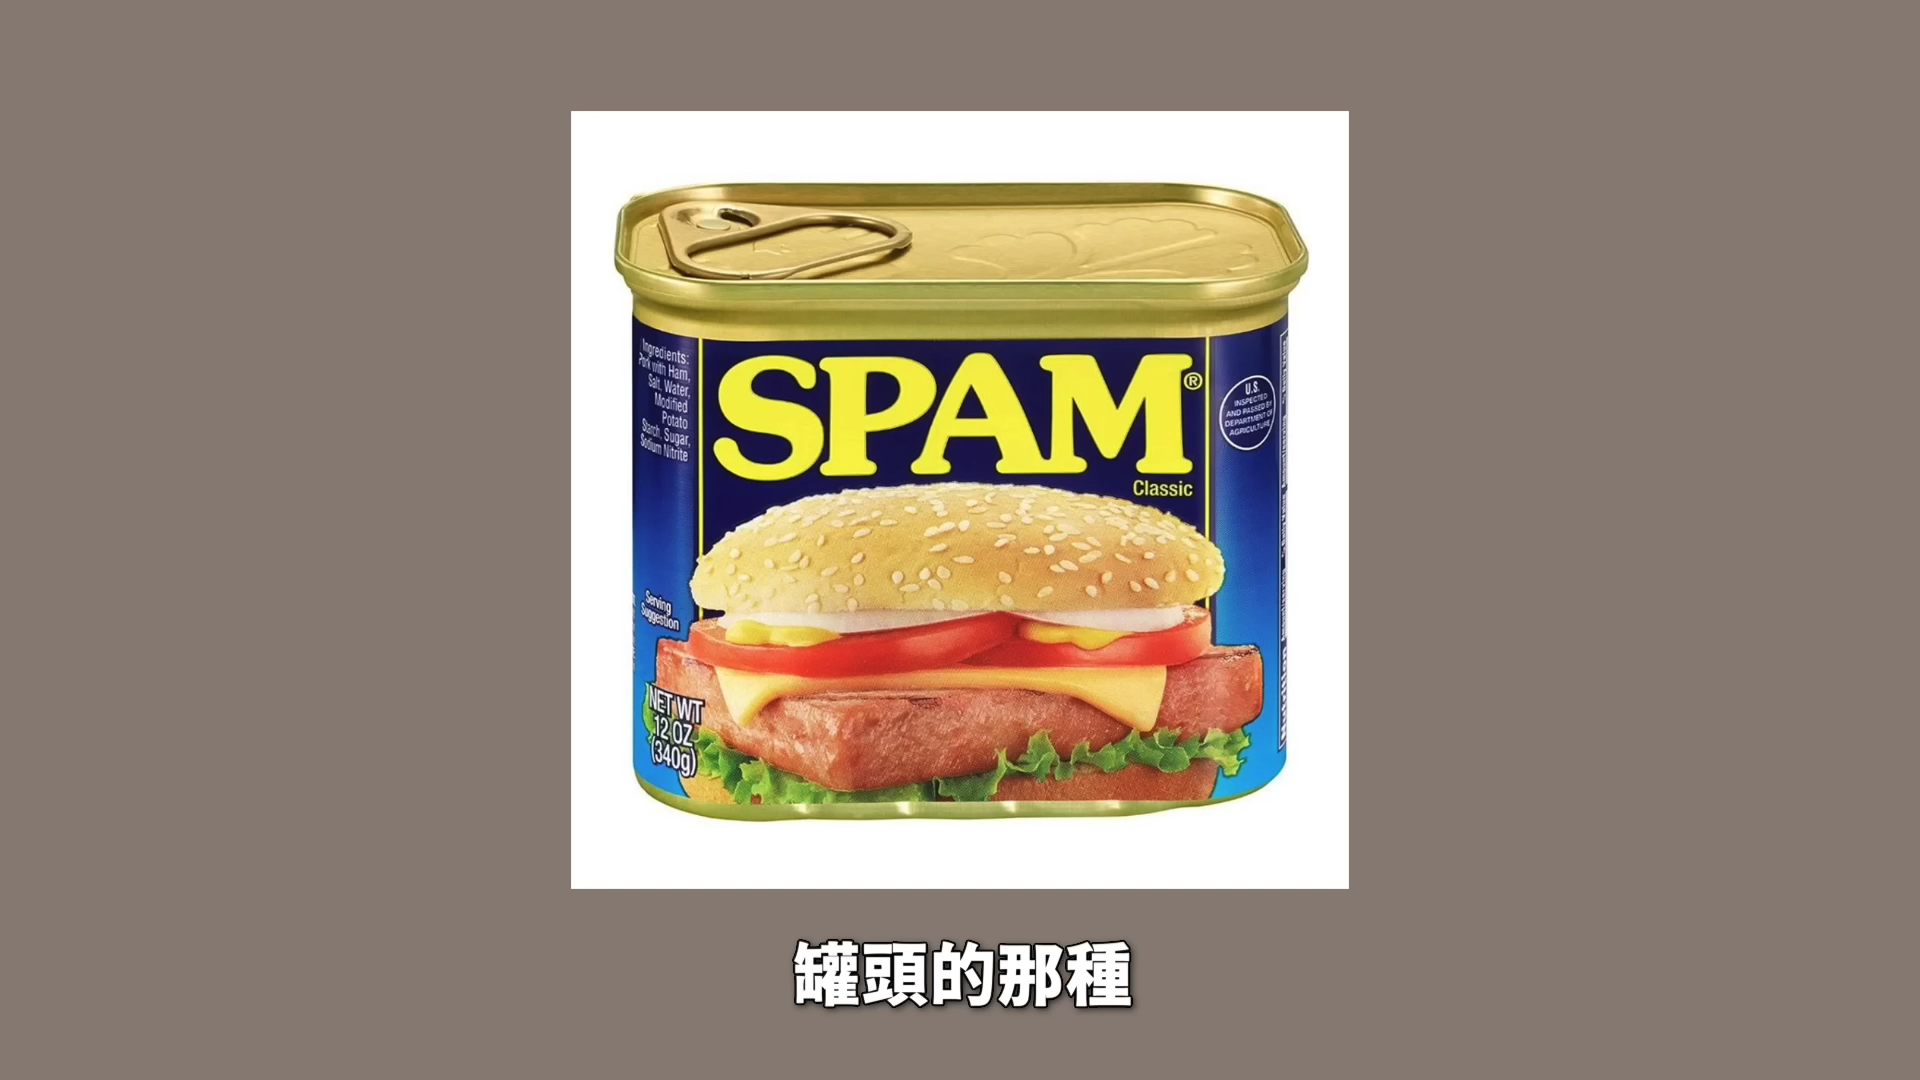 Ingredients:
Pork with Ham,
Salt, Water,
Modified
Potato
Starch, Sugar,
Sodium Nitrite
SPAM®
Classic
U.S.
INSPECTED
AND PASSED BY
DEPARTMENT OF
AGRICULTURE
Serving
Suggestion
NET WT
12 OZ
(340g)
罐頭的那種